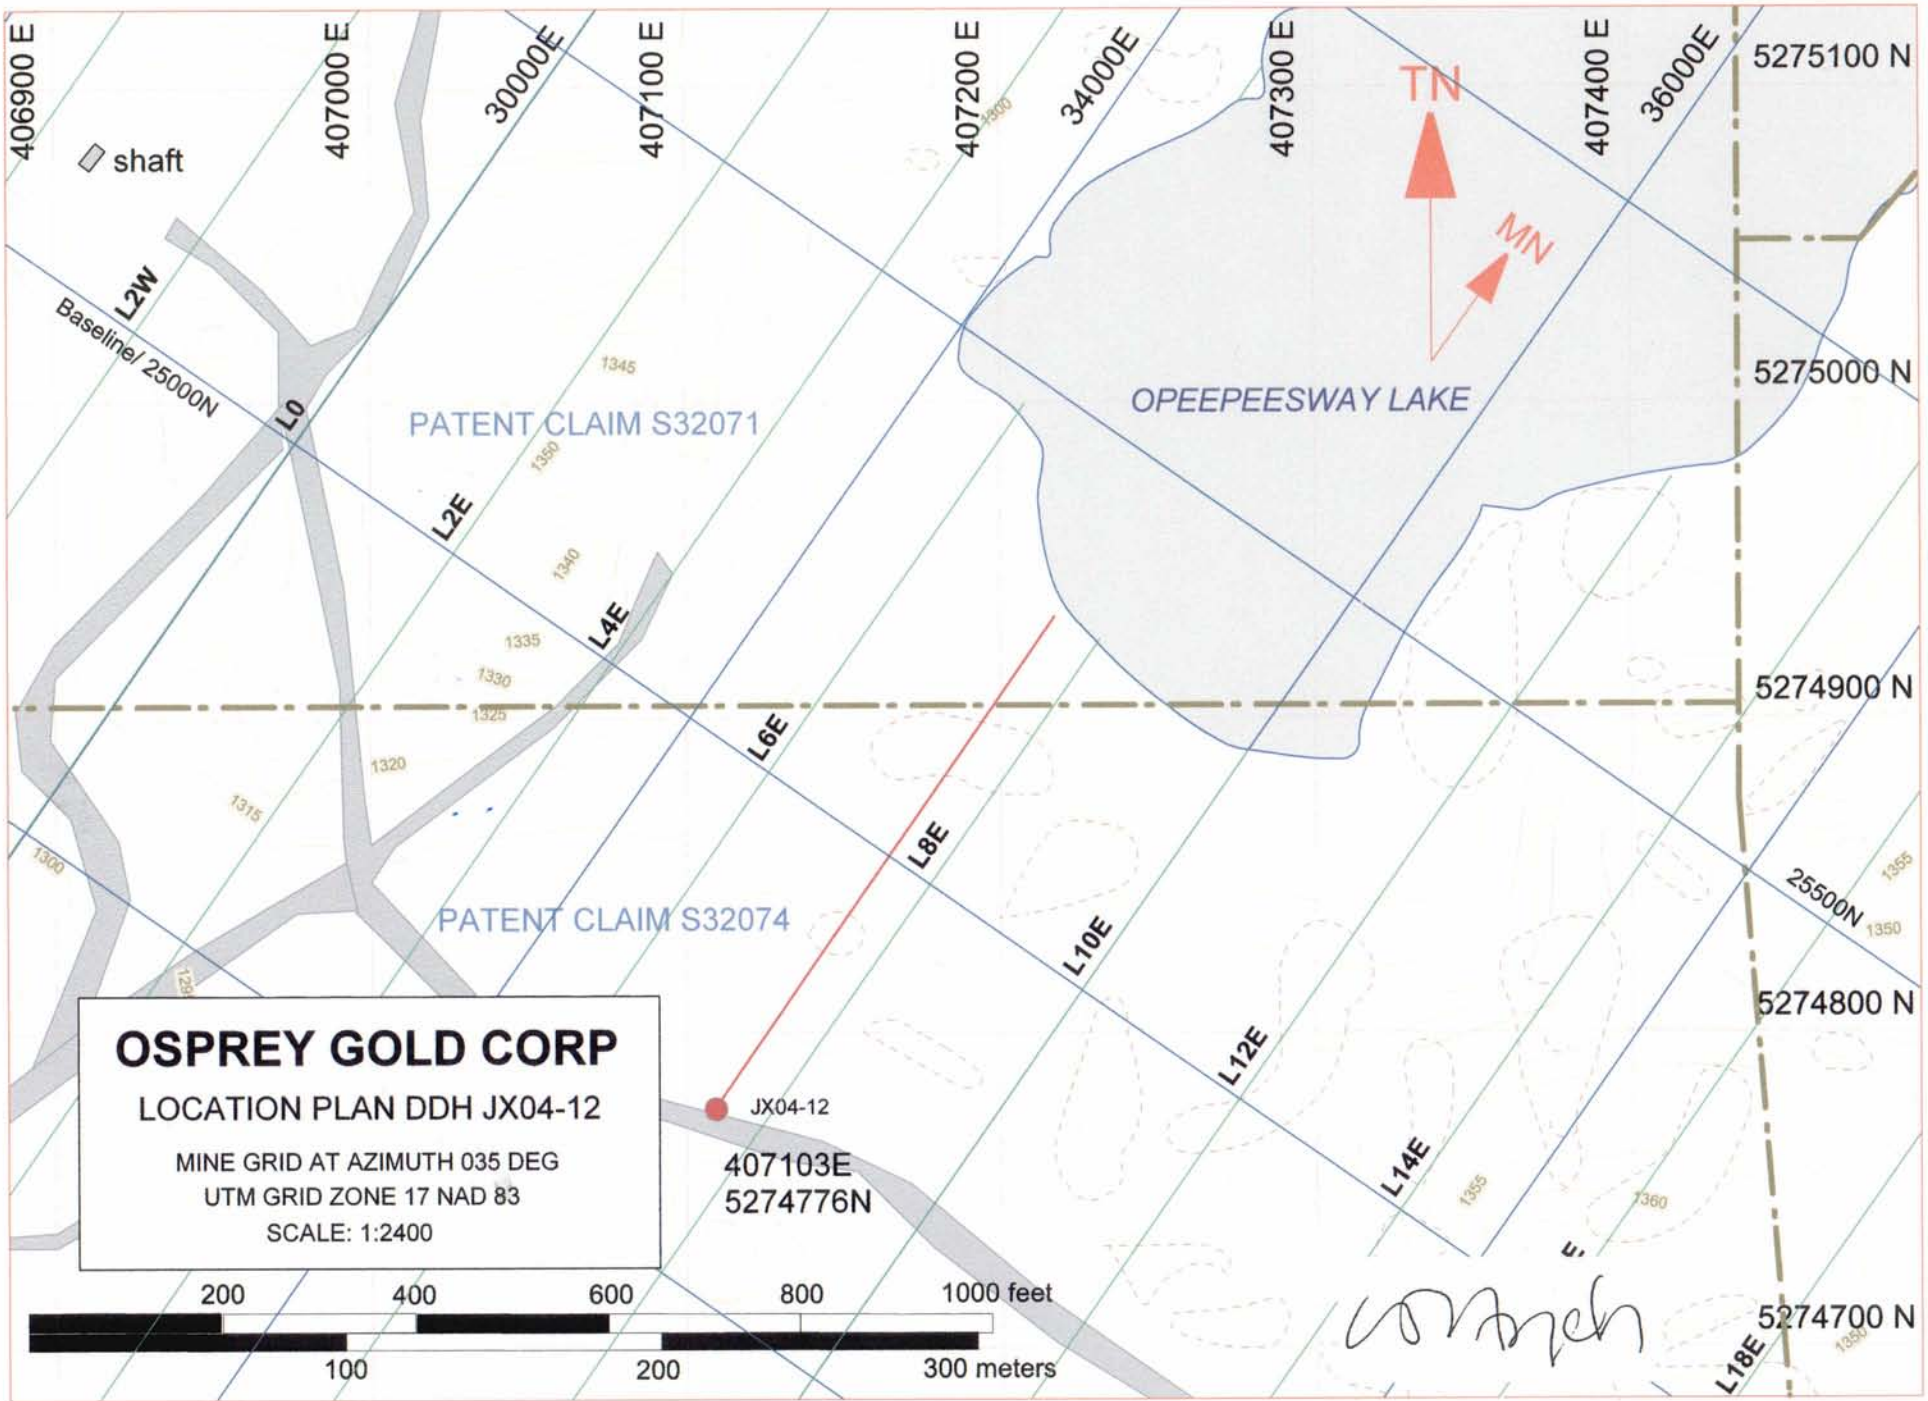 406900 E
407000 E
30000E
407100 E
407200 E
34000E
407300 E
407400 E
36000E
5275100 N
TN
MN
shaft
1300
L2W
Baseline/ 25000N
L0
1345
PATENT CLAIM S32071
1350
OPEEPEESWAY LAKE
5275000 N
L2E
1340
L4E
1335
1330
1325
5274900 N
L6E
1320
1315
L8E
1300
1355
25500N
1350
PATENT CLAIM S32074
L10E
5274800 N
L12E
OSPREY GOLD CORP
LOCATION PLAN DDH JX04-12
MINE GRID AT AZIMUTH 035 DEG
UTM GRID ZONE 17 NAD 83
SCALE: 1:2400
JX04-12
407103E
5274776N
L14E
1355
1360
E
5274700 N
1350
L18E
200 400 600 800 1000 feet
100 200 300 meters